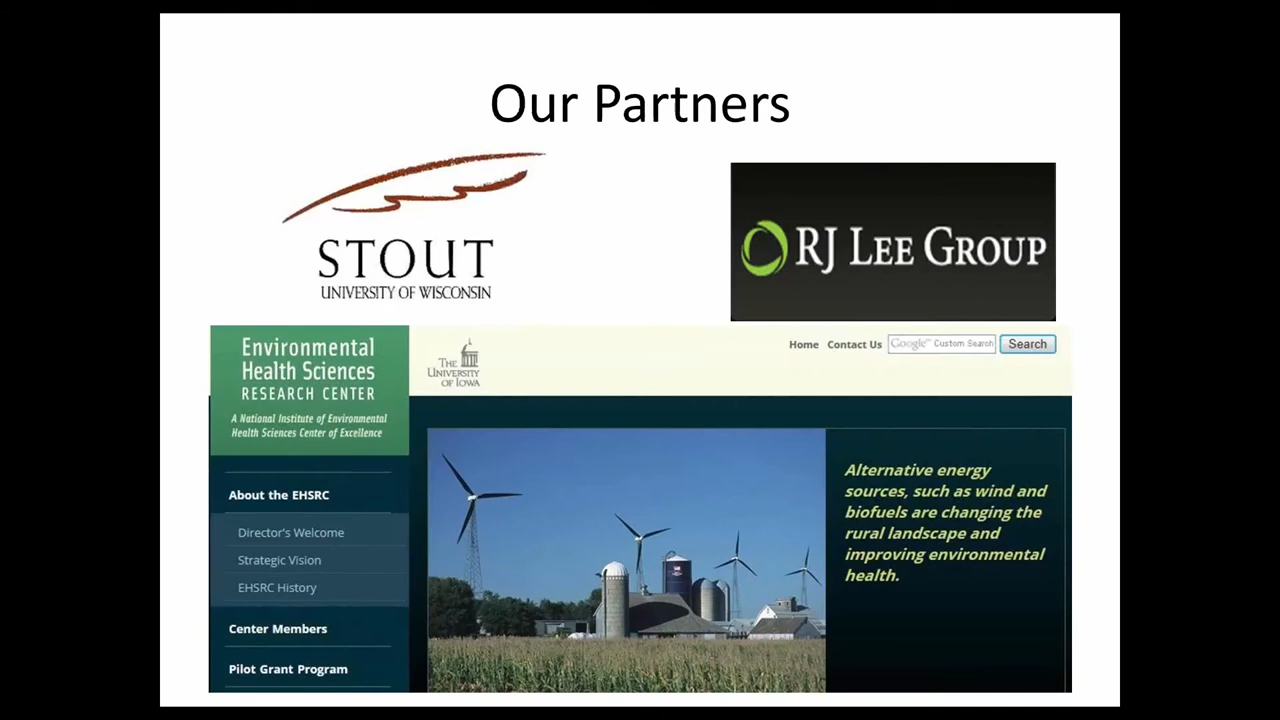 Our Partners
STOUT
UNIVERSITY OF WISCONSIN
RJ LEE GROUP
Environmental
Health Sciences
RESEARCH CENTER
A National Institute of Environmental
Health Sciences Center of Excellence
THE
UNIVERSITY
OF IOWA
Home Contact Us Google™ Custom Search Search
About the EHSRC
Director's Welcome
Strategic Vision
EHSRC History
Center Members
Pilot Grant Program
Alternative energy
sources, such as wind and
biofuels are changing the
rural landscape and
improving environmental
health.